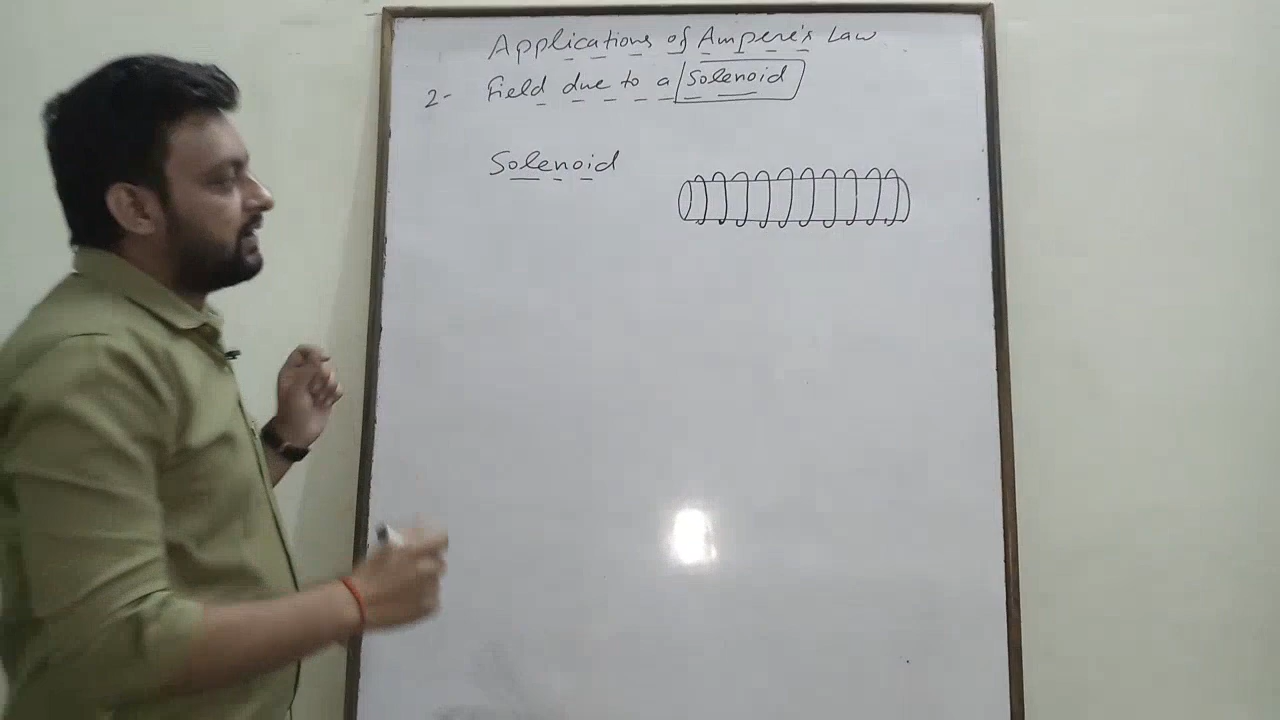 Applications of Ampere's Law
2- Field due to a Solenoid
Solenoid